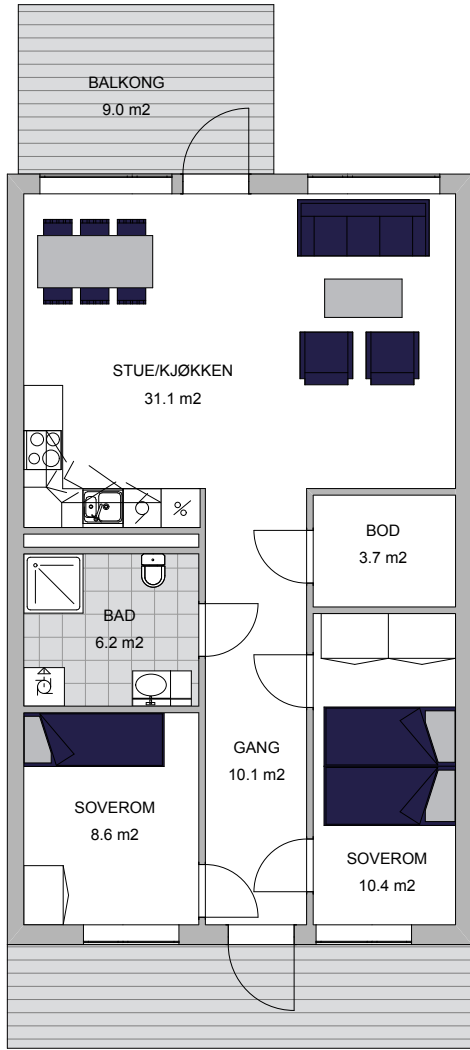 BALKONG
9.0 m2
STUE/KJØKKEN
31.1 m2
%
BOD
3.7 m2
BAD
6.2 m2
GANG
10.1 m2
SOVEROM
8.6 m2
SOVEROM
10.4 m2